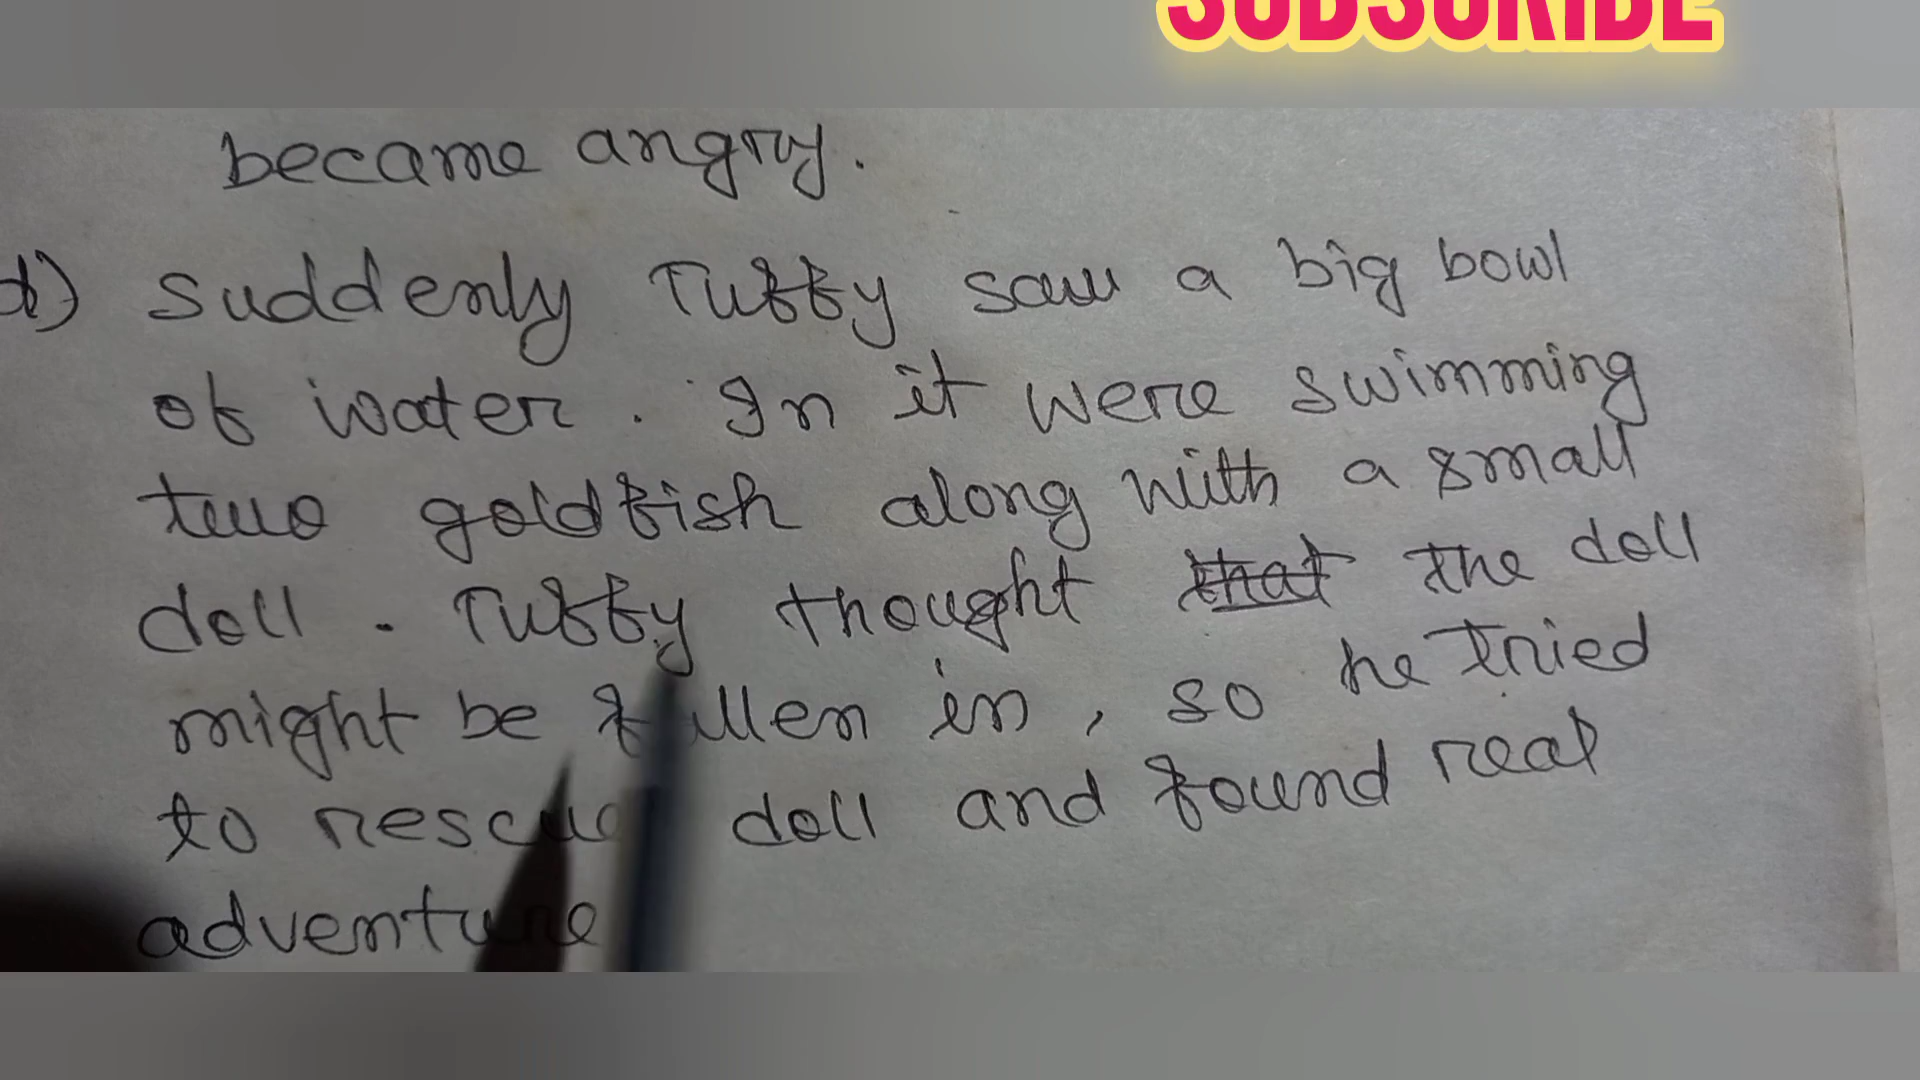 SUBSCRIBE
became angry.
d) Suddenly Tuffy saw a big bowl
of water. In it were swimming
two goldfish along with a small
doll. Tuffy thought that the doll
might be fallen in, so he tried
to rescue doll and found real
adventure